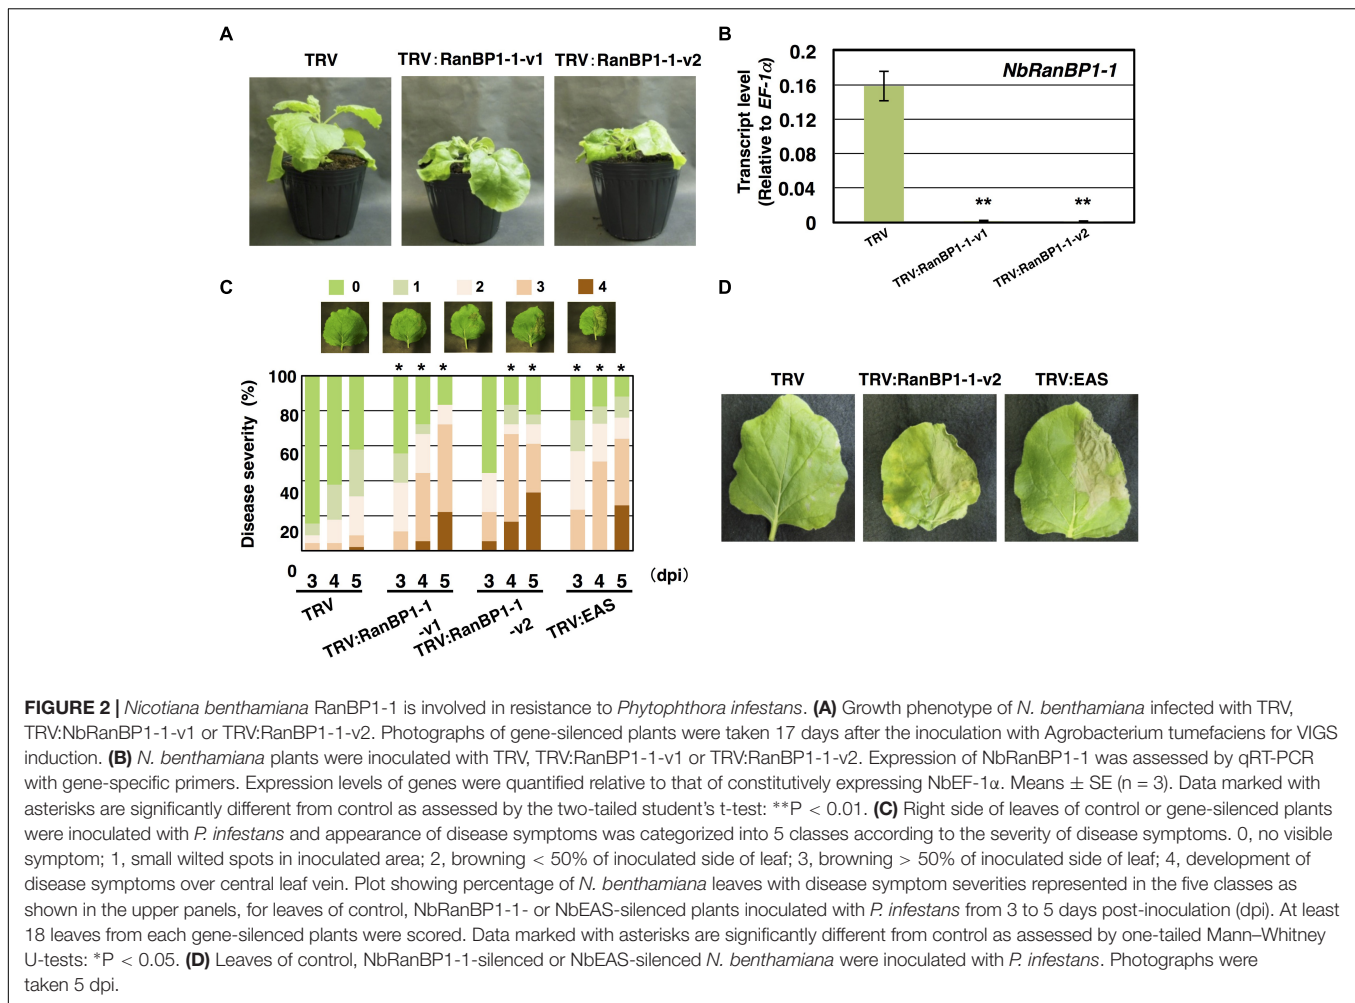 A
TRV
TRV:RanBP1-1-v1
TRV:RanBP1-1-v2
B
0.2
0.16
0.12
0.08
0.04
0
Transcript level
(Relative to EF-1α)
NbRanBP1-1
**
**
TRV
TRV:RanBP1-1-v1
TRV:RanBP1-1-v2
C
0 1 2 3 4
Disease severity (%)
100
80
60
40
20
0
* * * * * * * *
3 4 5 3 4 5 3 4 5 3 4 5 (dpi)
TRV
TRV:RanBP1-1
-v1
TRV:RanBP1-1
-v2
TRV:EAS
D
TRV
TRV:RanBP1-1-v2
TRV:EAS
FIGURE 2 | Nicotiana benthamiana RanBP1-1 is involved in resistance to Phytophthora infestans. (A) Growth phenotype of N. benthamiana infected with TRV,
TRV:NbRanBP1-1-v1 or TRV:RanBP1-1-v2. Photographs of gene-silenced plants were taken 17 days after the inoculation with Agrobacterium tumefaciens for VIGS
induction. (B) N. benthamiana plants were inoculated with TRV, TRV:RanBP1-1-v1 or TRV:RanBP1-1-v2. Expression of NbRanBP1-1 was assessed by qRT-PCR
with gene-specific primers. Expression levels of genes were quantified relative to that of constitutively expressing NbEF-1α. Means ± SE (n = 3). Data marked with
asterisks are significantly different from control as assessed by the two-tailed student's t-test: **P < 0.01. (C) Right side of leaves of control or gene-silenced plants
were inoculated with P. infestans and appearance of disease symptoms was categorized into 5 classes according to the severity of disease symptoms. 0, no visible
symptom; 1, small wilted spots in inoculated area; 2, browning < 50% of inoculated side of leaf; 3, browning > 50% of inoculated side of leaf; 4, development of
disease symptoms over central leaf vein. Plot showing percentage of N. benthamiana leaves with disease symptom severities represented in the five classes as
shown in the upper panels, for leaves of control, NbRanBP1-1- or NbEAS-silenced plants inoculated with P. infestans from 3 to 5 days post-inoculation (dpi). At least
18 leaves from each gene-silenced plants were scored. Data marked with asterisks are significantly different from control as assessed by one-tailed Mann–Whitney
U-tests: *P < 0.05. (D) Leaves of control, NbRanBP1-1-silenced or NbEAS-silenced N. benthamiana were inoculated with P. infestans. Photographs were
taken 5 dpi.